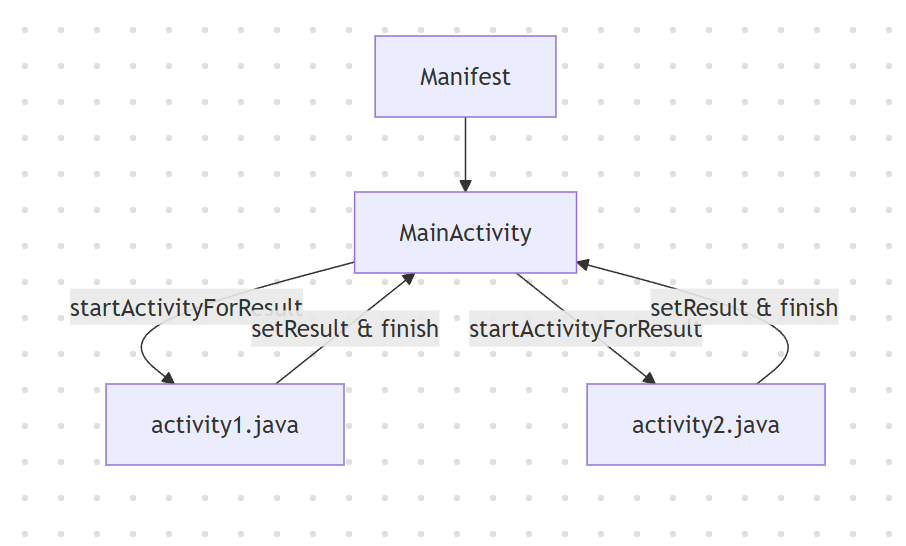 Manifest
MainActivity
startActivityForResult
setResult & finish
startActivityForResult
setResult & finish
activity1.java
activity2.java